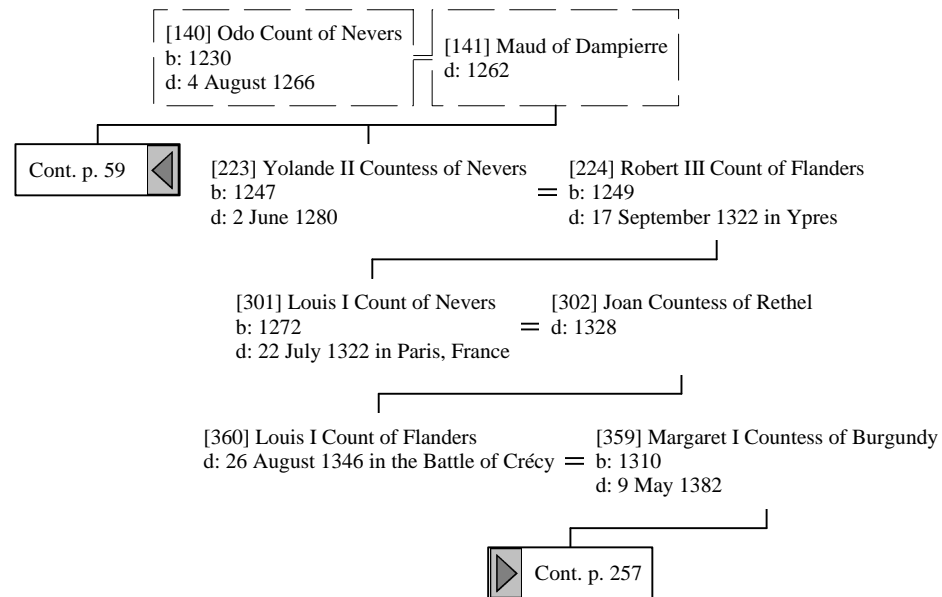 [140] Odo Count of Nevers
b: 1230
d: 4 August 1266
[141] Maud of Dampierre
d: 1262
Cont. p. 59
[223] Yolande II Countess of Nevers
b: 1247
d: 2 June 1280
=
[224] Robert III Count of Flanders
b: 1249
d: 17 September 1322 in Ypres
[301] Louis I Count of Nevers
b: 1272
d: 22 July 1322 in Paris, France
=
[302] Joan Countess of Rethel
d: 1328
[360] Louis I Count of Flanders
d: 26 August 1346 in the Battle of Crécy
=
[359] Margaret I Countess of Burgundy
b: 1310
d: 9 May 1382
Cont. p. 257